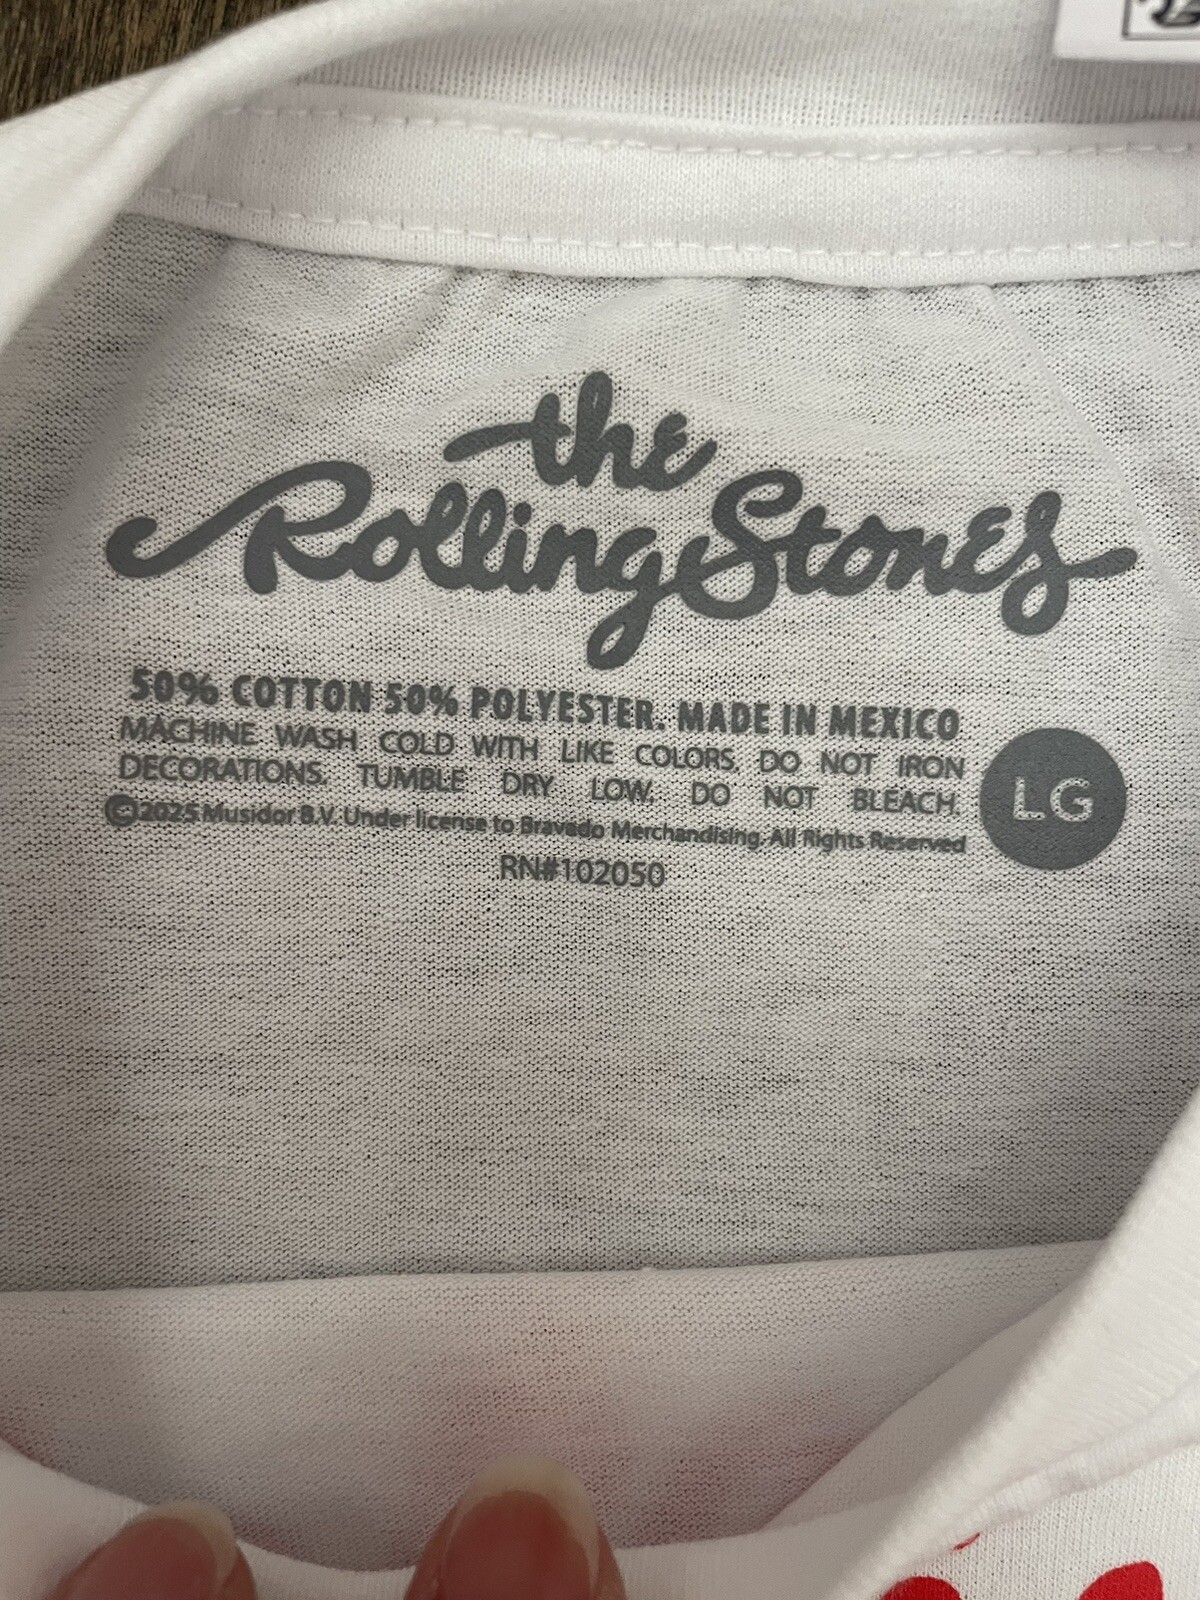 the
Rolling Stones
50% COTTON 50% POLYESTER. MADE IN MEXICO
MACHINE WASH COLD WITH LIKE COLORS. DO NOT IRON
DECORATIONS. TUMBLE DRY LOW. DO NOT BLEACH.
©2025 Musidor B.V. Under license to Bravado Merchandising. All Rights Reserved
RN#102050
LG